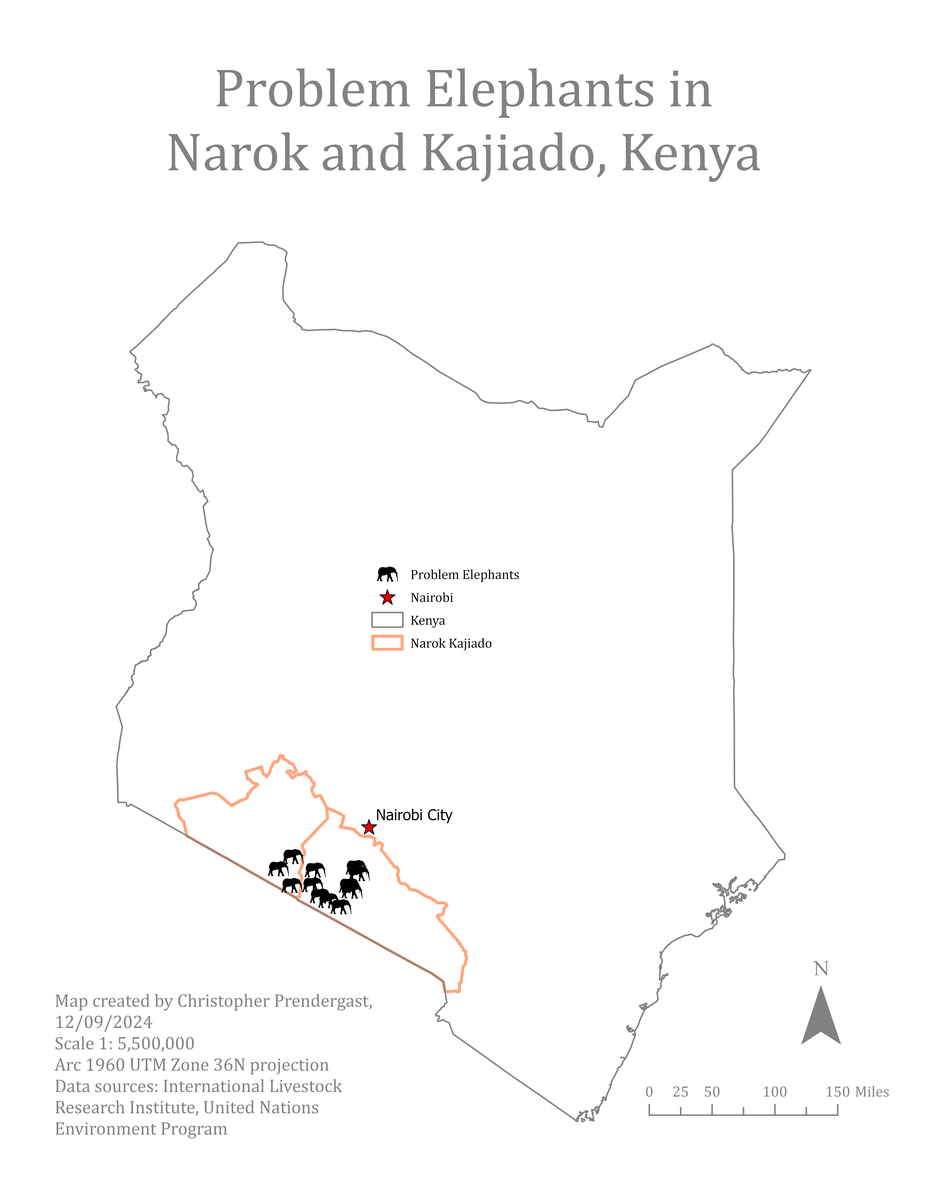 Problem Elephants in
Narok and Kajiado, Kenya
Problem Elephants
Nairobi
Kenya
Narok Kajiado
Nairobi City
N
Map created by Christopher Prendergast,
12/09/2024
Scale 1: 5,500,000
Arc 1960 UTM Zone 36N projection
Data sources: International Livestock
Research Institute, United Nations
Environment Program
0 25 50 100 150 Miles